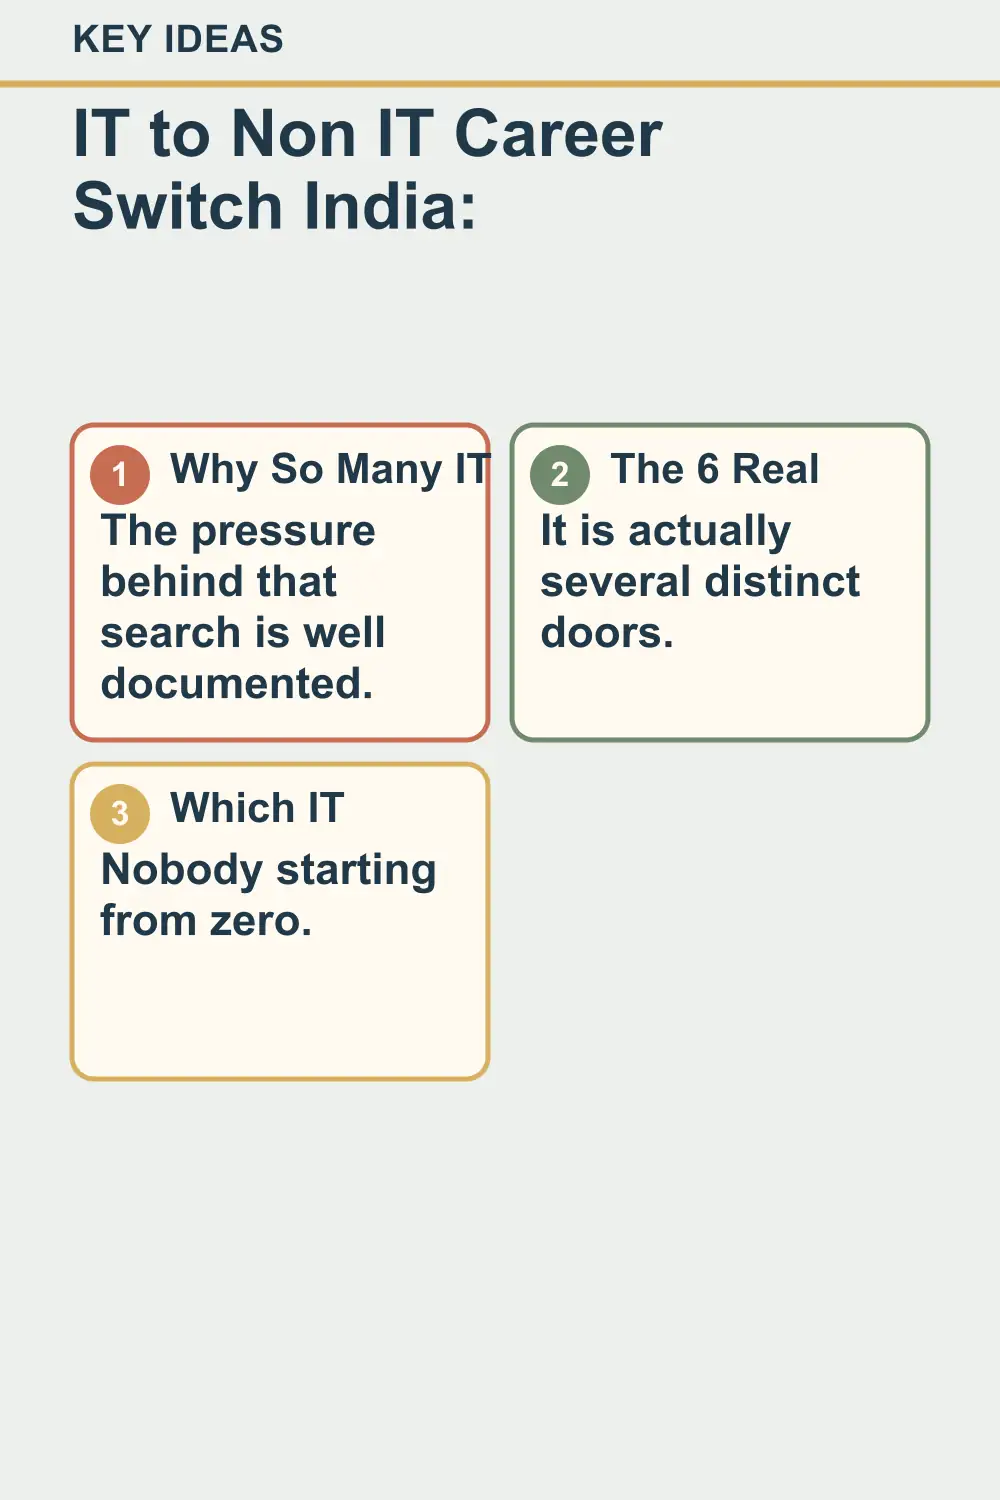 KEY IDEAS
IT to Non IT Career
Switch India:
1 Why So Many IT
The pressure
behind that
search is well
documented.
2 The 6 Real
It is actually
several distinct
doors.
3 Which IT
Nobody starting
from zero.